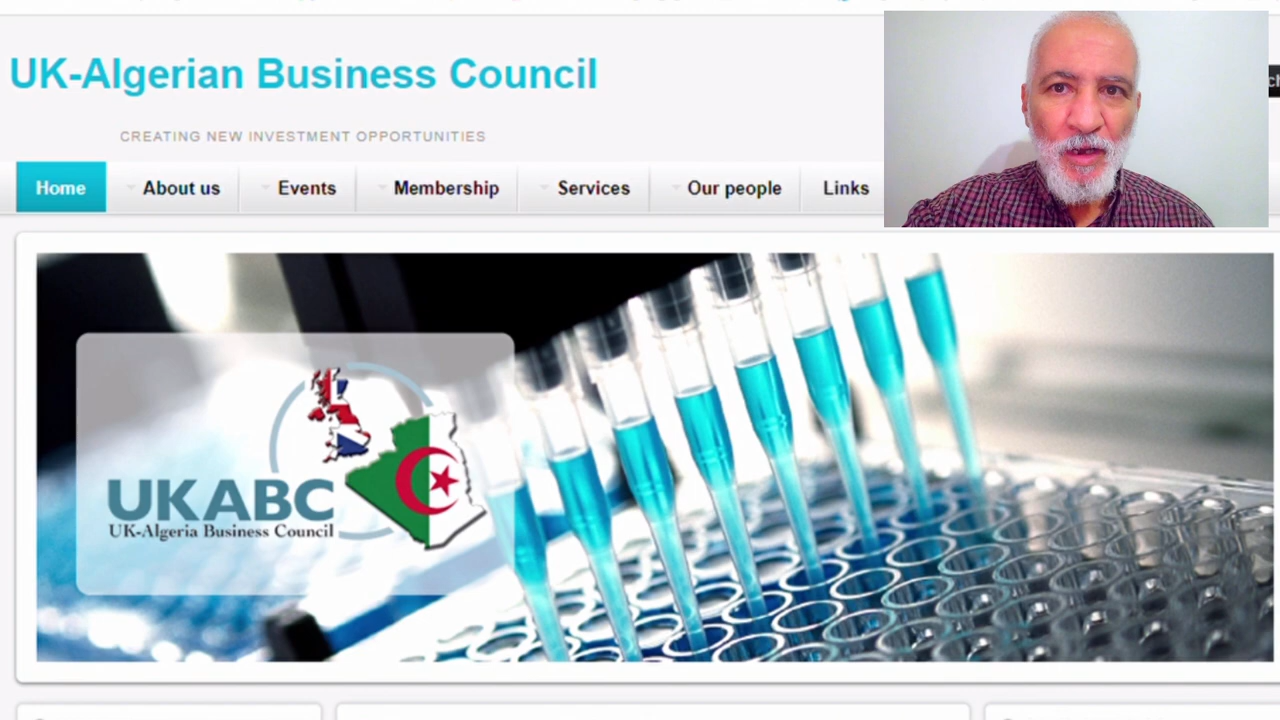 UK-Algerian Business Council
CREATING NEW INVESTMENT OPPORTUNITIES
Home About us Events Membership Services Our people Links
UKABC
UK-Algeria Business Council